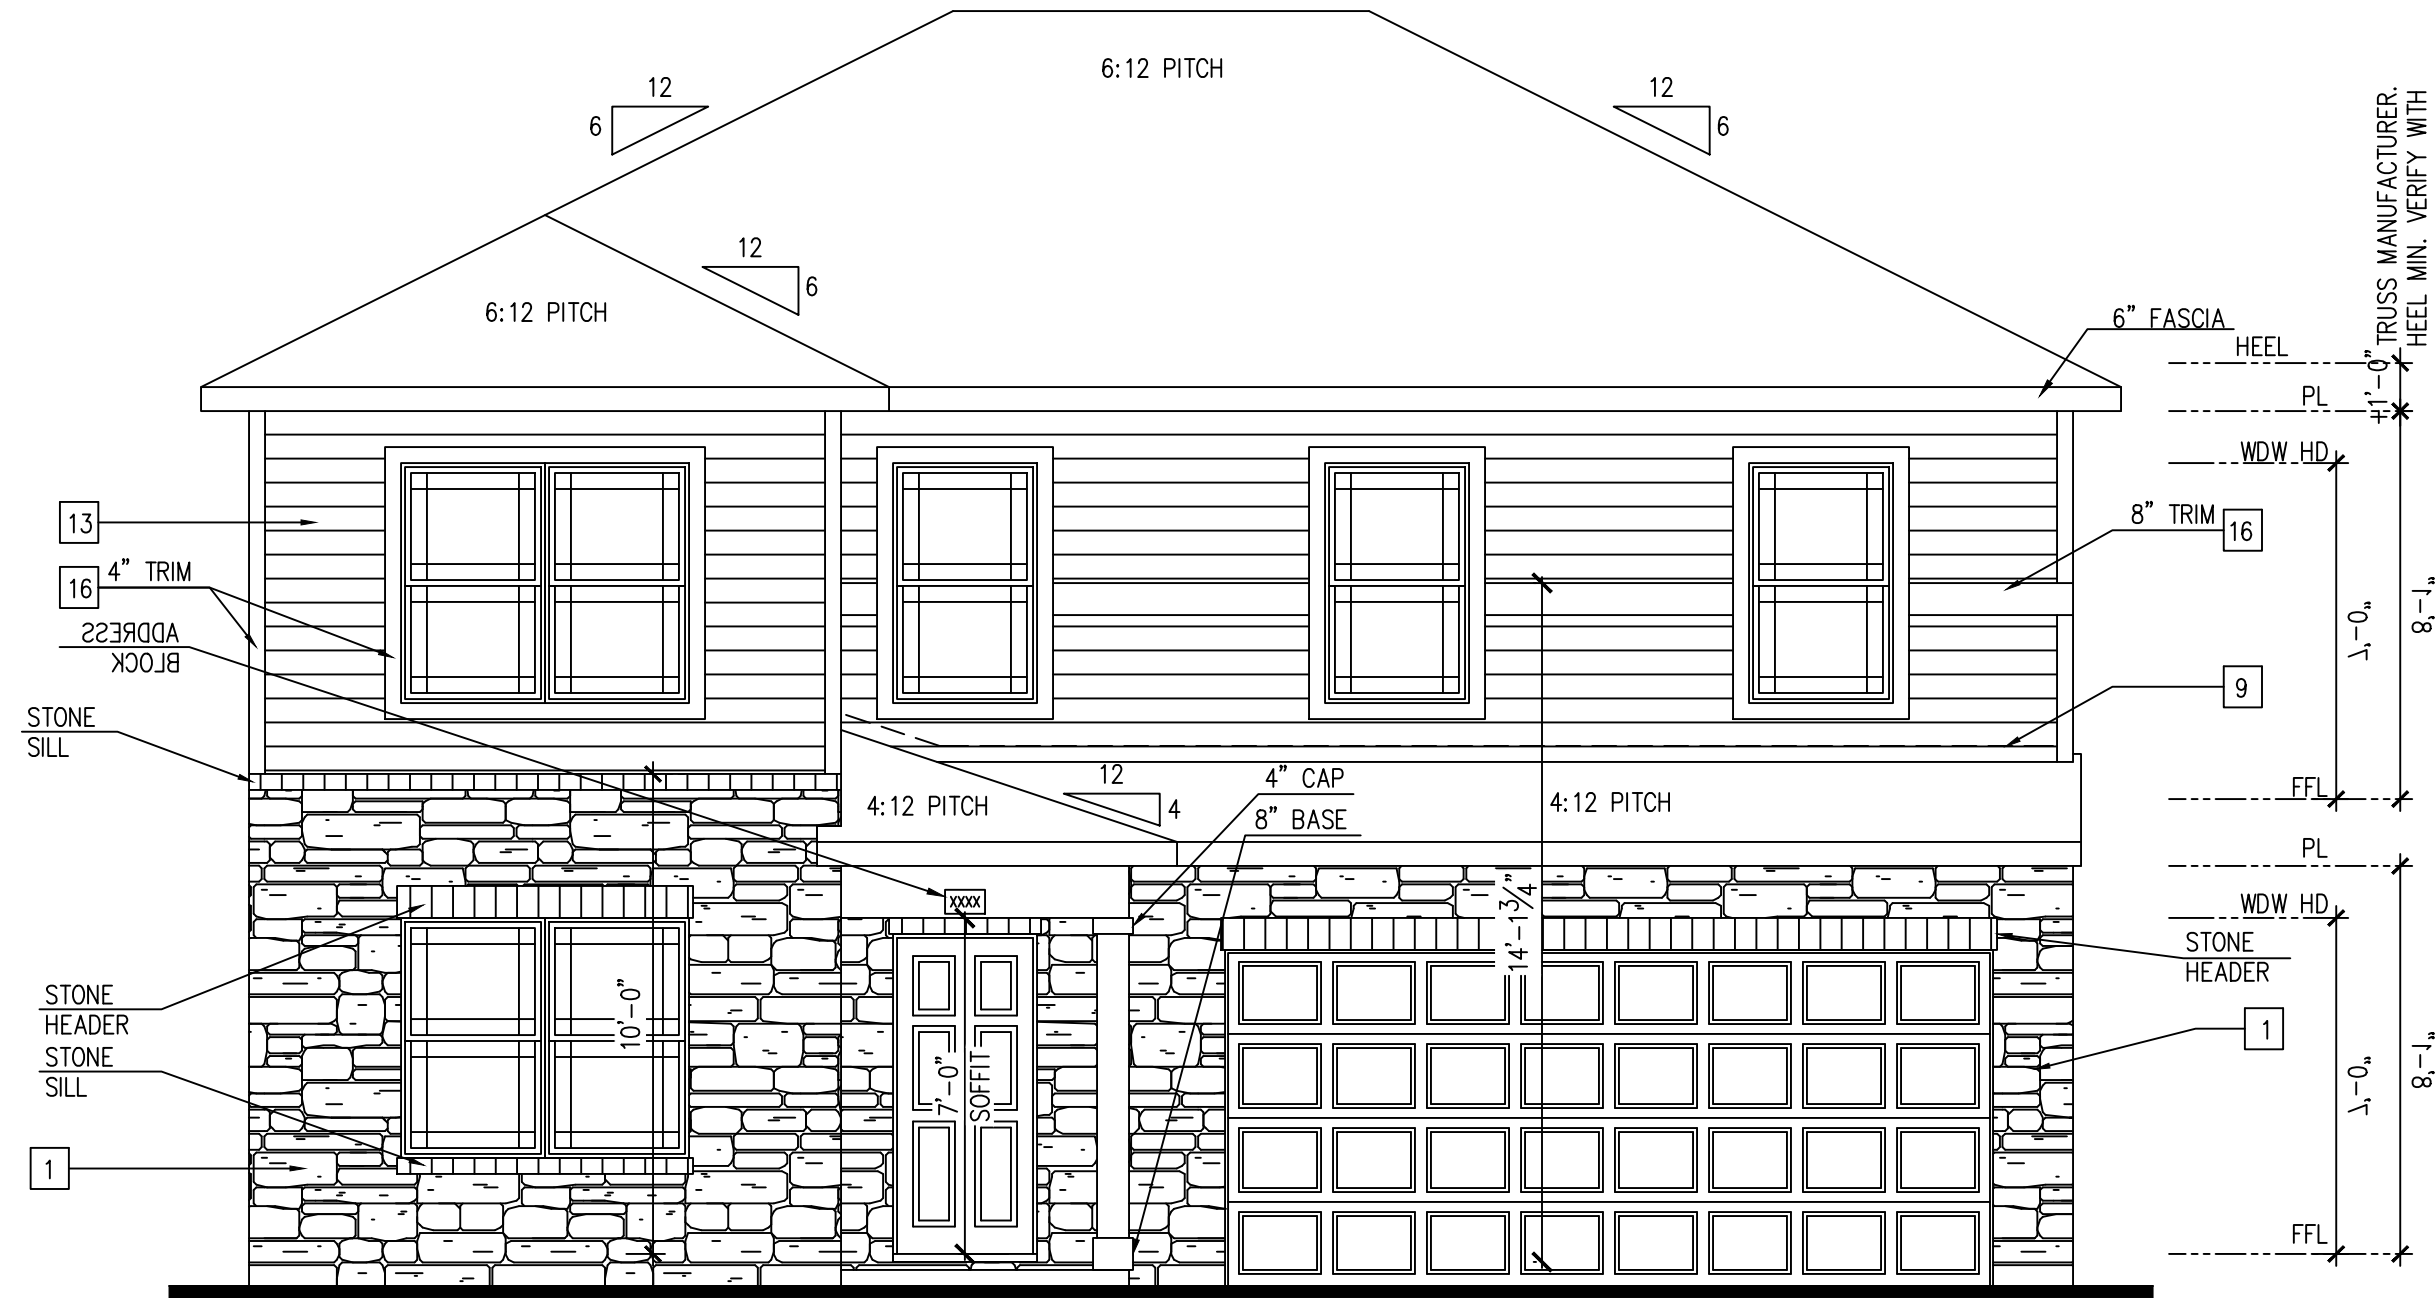 6:12 PITCH
12
6
12
6
12
6
6:12 PITCH
TRUSS MANUFACTURER.
HEEL MIN. VERIFY WITH
+1'-0"
6" FASCIA
HEEL
PL
WDW HD
13
16
4" TRIM
ADDRESS
BLOCK
8" TRIM
16
7'-0"
8'-1"
9
STONE
SILL
12
4
4:12 PITCH
4" CAP
8" BASE
4:12 PITCH
FFL
PL
WDW HD
XXXX
14'-1 3/4"
STONE
HEADER
STONE
HEADER
STONE
SILL
10'-0"
7'-0"
SOFFIT
1
7'-0"
8'-1"
1
FFL